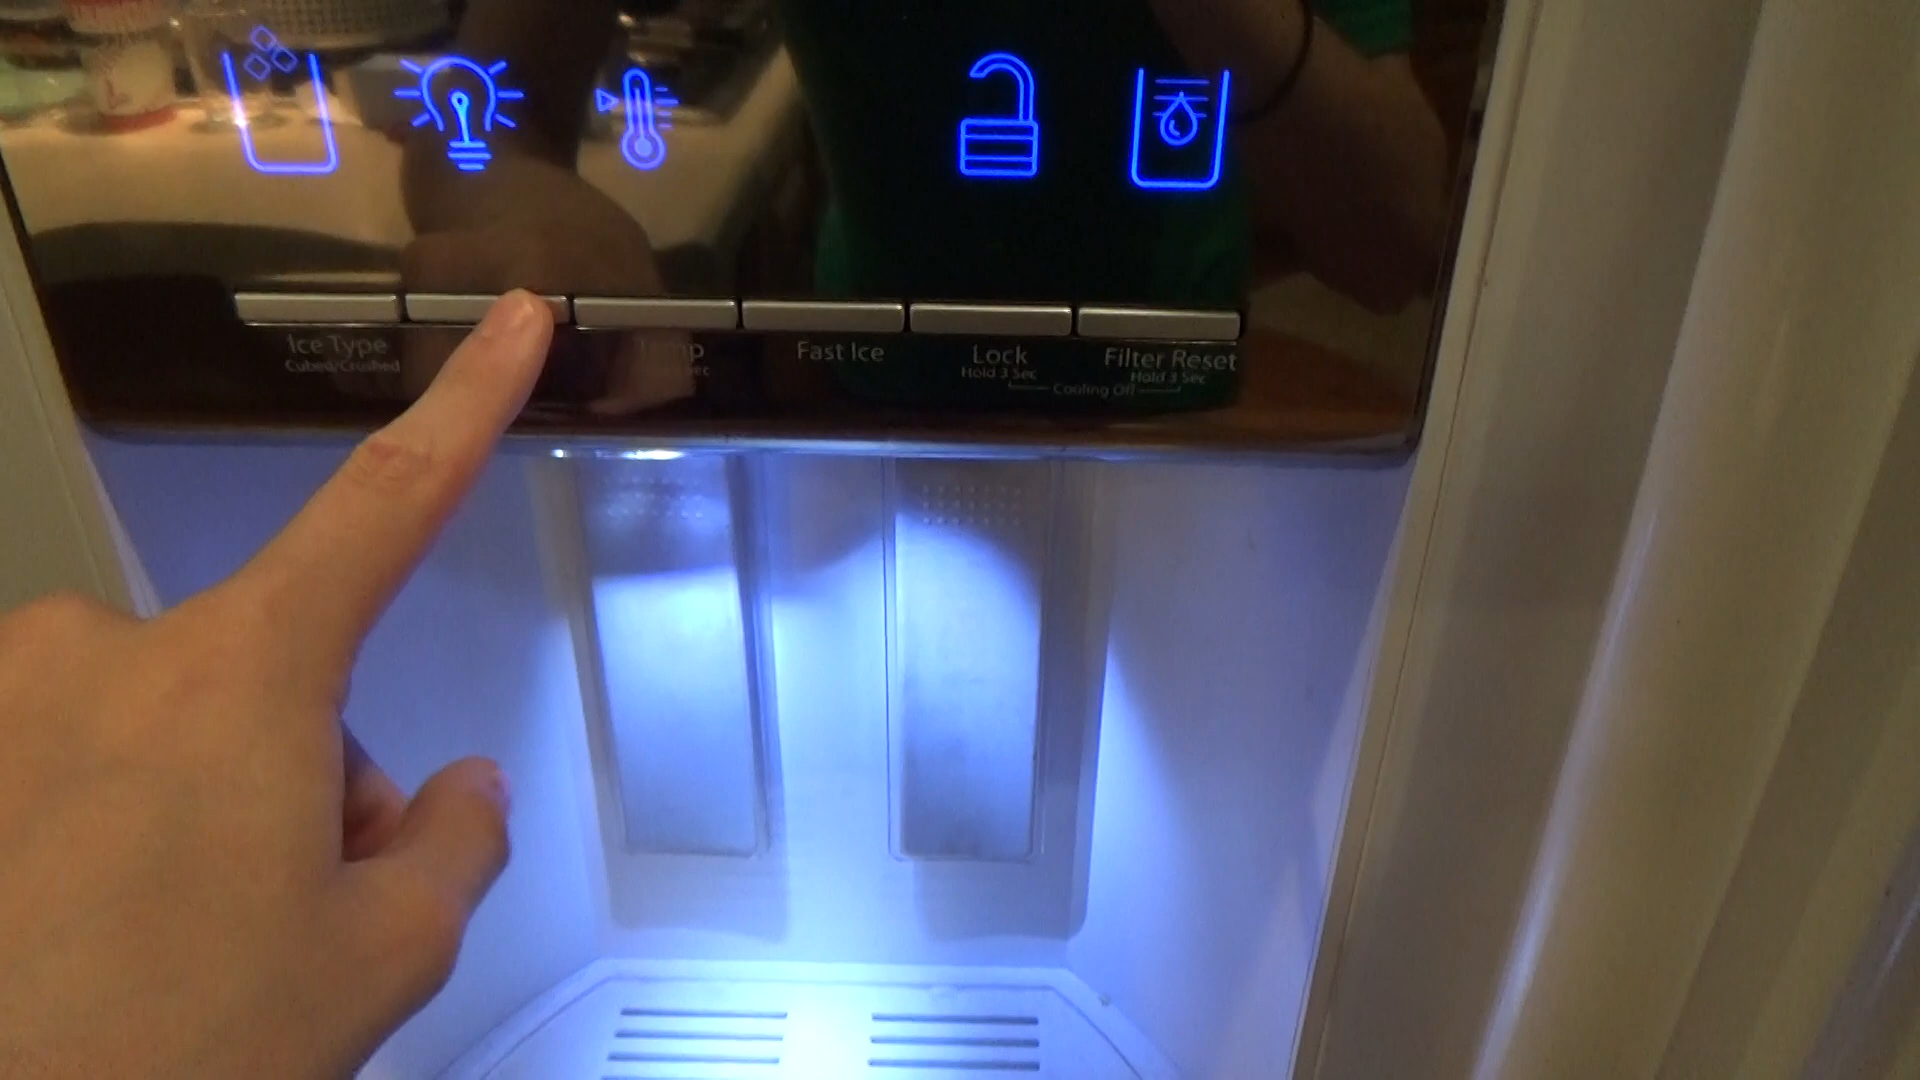 Ice Type
Cubed/Crushed
Fast Ice
Lock
Hold 3 Sec
Filter Reset
Hold 3 Sec
Cooling Off